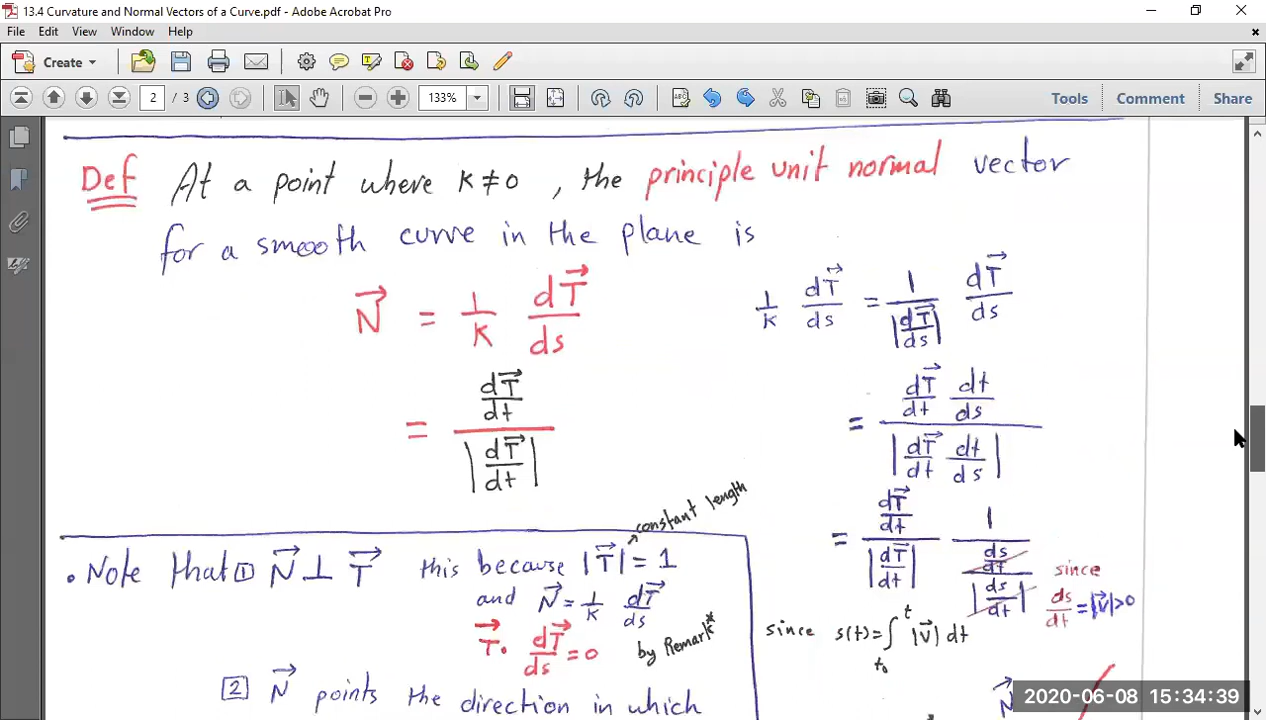 13.4 Curvature and Normal Vectors of a Curve.pdf - Adobe Acrobat Pro
File Edit View Window Help
Create
2 / 3 133% Tools Comment Share
Def At a point where κ ≠ 0 , the principle unit normal vector
for a smooth curve in the plane is
N⃗ = 1/κ dT⃗/ds
1/κ dT⃗/ds = 1/|dT⃗/ds| dT⃗/ds
= (dT⃗/dt)/|dT⃗/dt|
= (dT⃗/dt dt/ds)/|dT⃗/dt dt/ds|
= (dT⃗/dt)/|dT⃗/dt| 1/(ds/dt)/|ds/dt| since ds/dt = |v⃗| > 0
since s(t) = ∫_{t₀}^{t} |v⃗| dt
constant length
• Note that 1 N⃗ ⊥ T⃗ this because |T⃗| = 1
and N⃗ = 1/κ dT⃗/ds
T⃗ . dT⃗/ds = 0 by Remark*
2 N⃗ points the direction in which
N⃗
2020-06-08 15:34:39